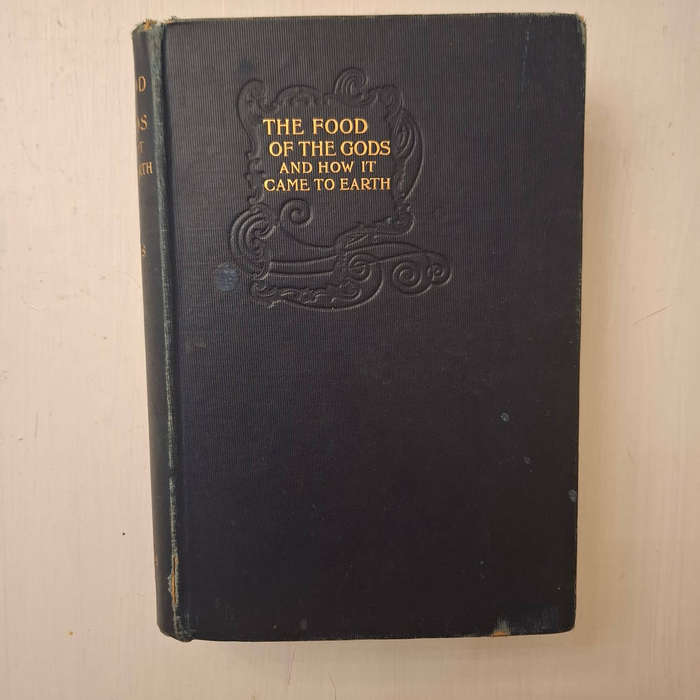 THE FOOD
OF THE GODS
AND HOW IT
CAME TO EARTH